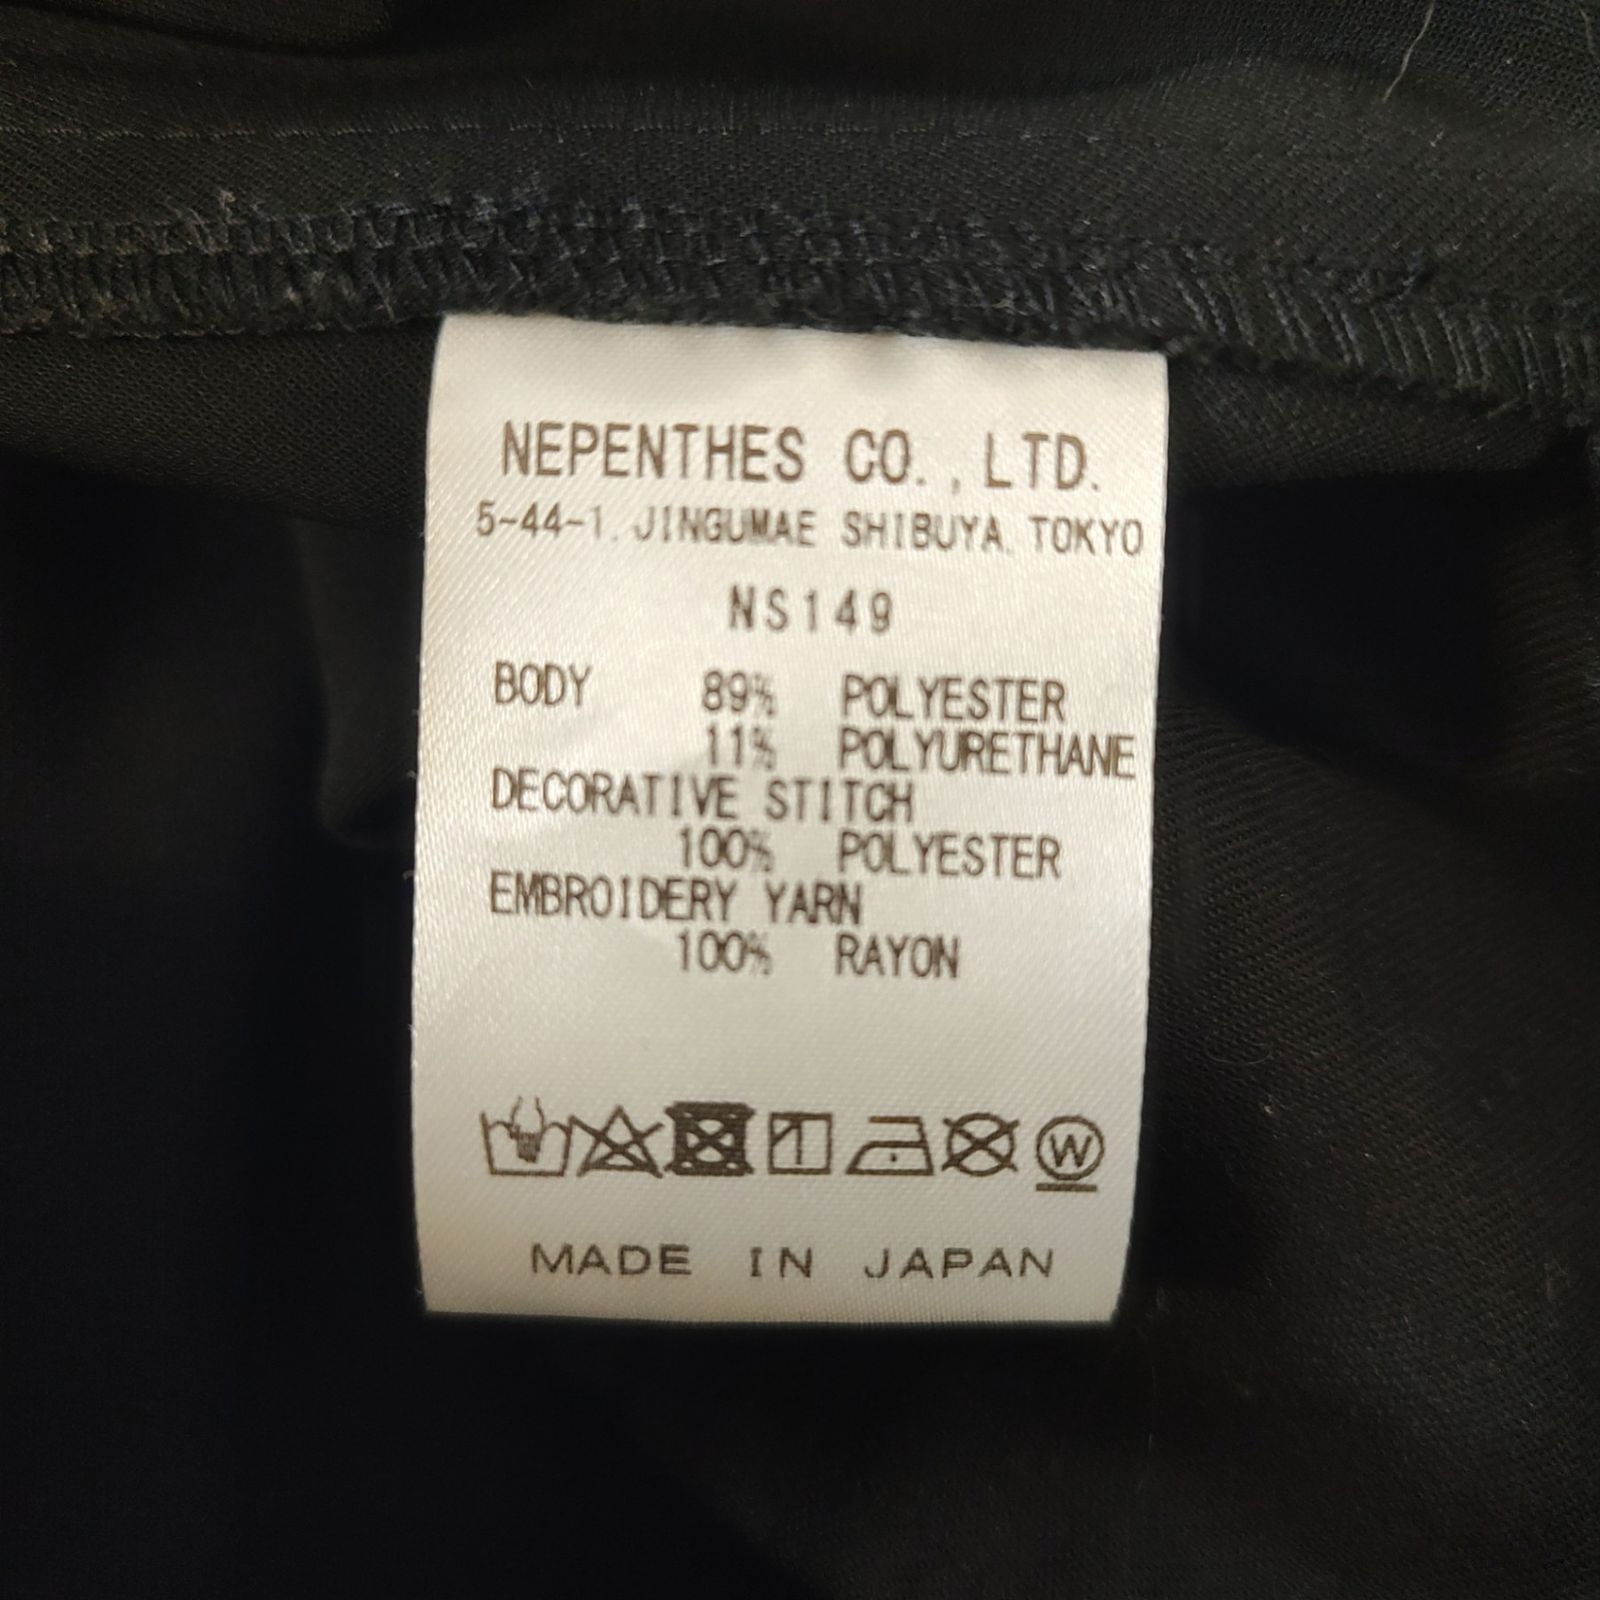 NEPENTHES CO.,LTD.
5-44-1. JINGUMAE SHIBUYA. TOKYO
NS149
BODY 89% POLYESTER
11% POLYURETHANE
DECORATIVE STITCH
100% POLYESTER
EMBROIDERY YARN
100% RAYON
W
MADE IN JAPAN